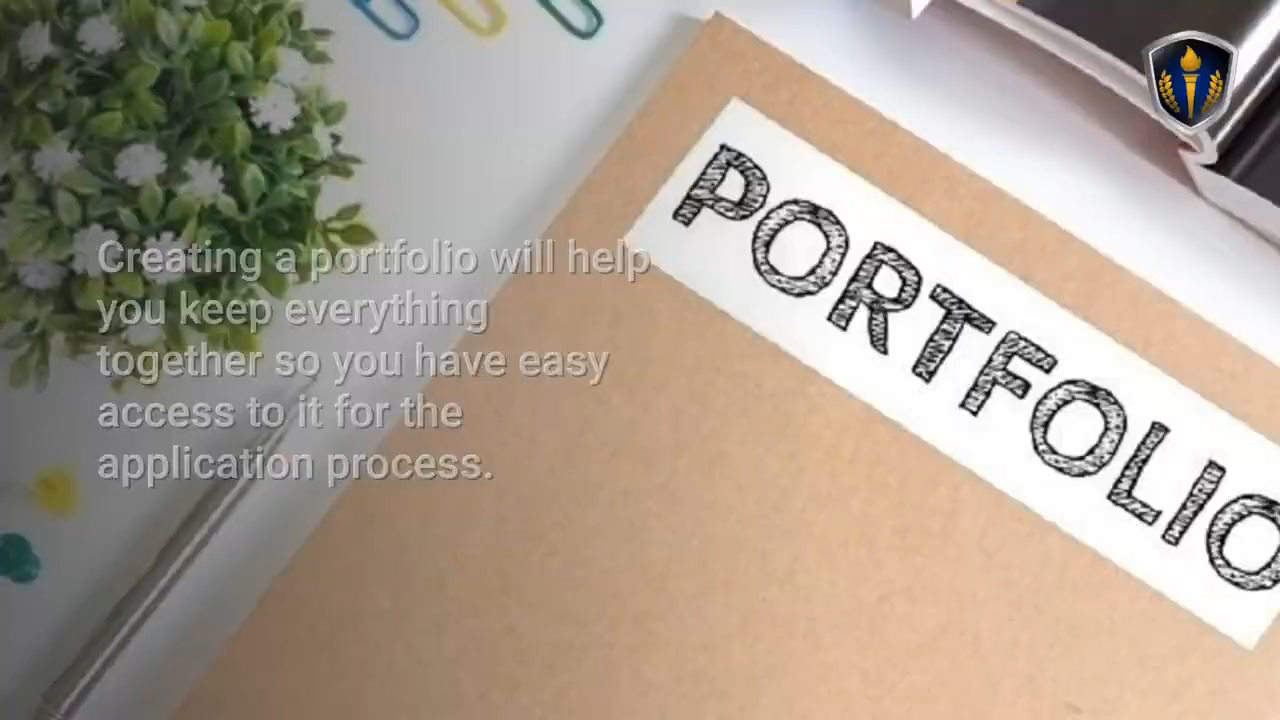 Creating a portfolio will help
you keep everything
together so you have easy
access to it for the
application process.
PORTFOLIO